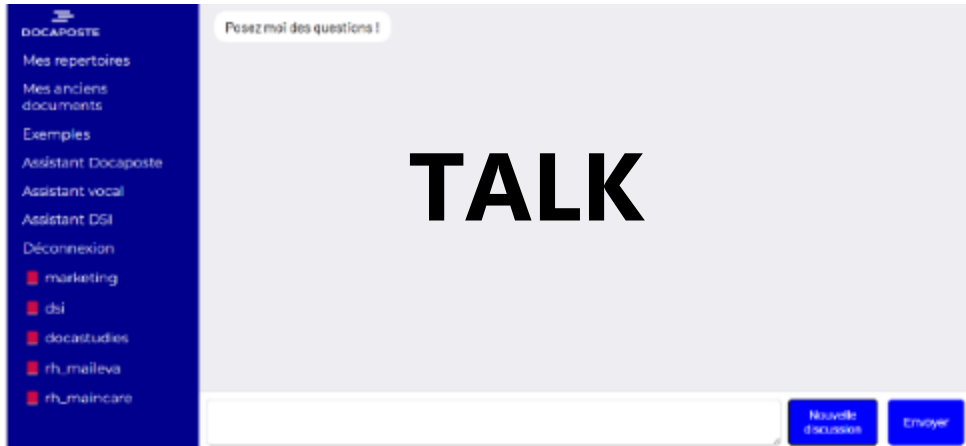 DOCAPOSTE
Mes repertoires
Mes anciens
documents
Exemples
Assistant Docaposte
Assistant vocal
Assistant DSI
Déconnexion
marketing
dsi
docastudies
rh_maileva
rh_maincare
Posez moi des questions !
TALK
Nouvelle
discussion
Envoyer